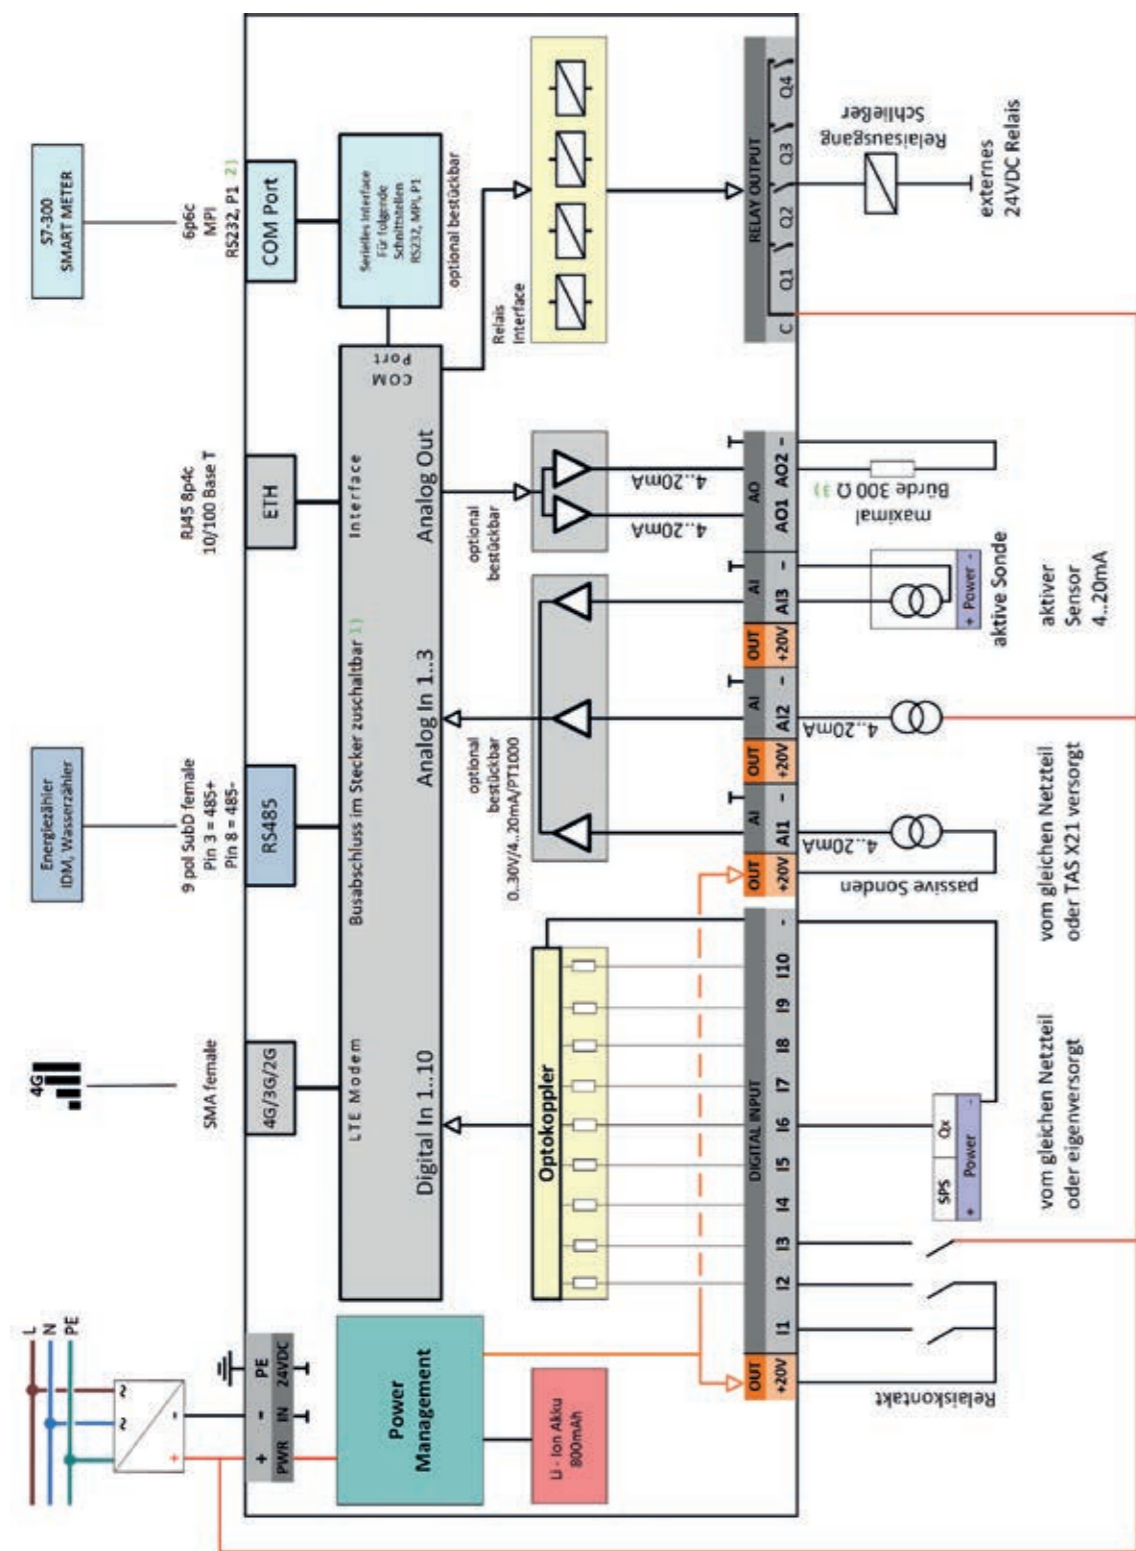 L
N
PE
~
~
+
-
+
-
PE
PWR
IN
24VDC
Power
Management
Li - Ion Akku
800mAh
4G
SMA female
4G/3G/2G
LTE Modem
Energiezähler
IDM, Wasserzähler
9 pol SubD female
Pin 3 = 485+
Pin 8 = 485-
RS485
Busabschluss im Stecker zuschaltbar 1)
RJ45 8p4c
10/100 Base T
ETH
Interface
S7-300
SMART METER
6p6c
MPI
RS232, P1 2)
COM Port
Serielles Interface
Für folgende
Schnittstellen
RS232, MPI, P1
optional bestückbar
COM
Port
Digital In 1..10
Analog In 1..3
Analog Out
Optokoppler
optional
bestückbar
0..30V/4..20mA/PT1000
optional
bestückbar
Relais
Interface
4..20mA
4..20mA
OUT
DIGITAL INPUT
OUT
AI
OUT
AI
OUT
AI
AO
RELAY OUTPUT
+20V
I1
I2
I3
I4
I5
I6
I7
I8
I9
I10
-
+20V
AI1
-
+20V
AI2
-
+20V
AI3
-
AO1
AO2
-
C
Q1
Q2
Q3
Q4
Relaiskontakt
SPS
Qx
+ Power -
passive Sonden
4..20mA
4..20mA
+ Power -
aktive Sonde
maximal
Bürde 300 Ω 3)
Relaisausgang
Schließer
externes
24VDC Relais
vom gleichen Netzteil
oder eigenversorgt
vom gleichen Netzteil
oder TAS X21 versorgt
aktiver
Sensor
4..20mA